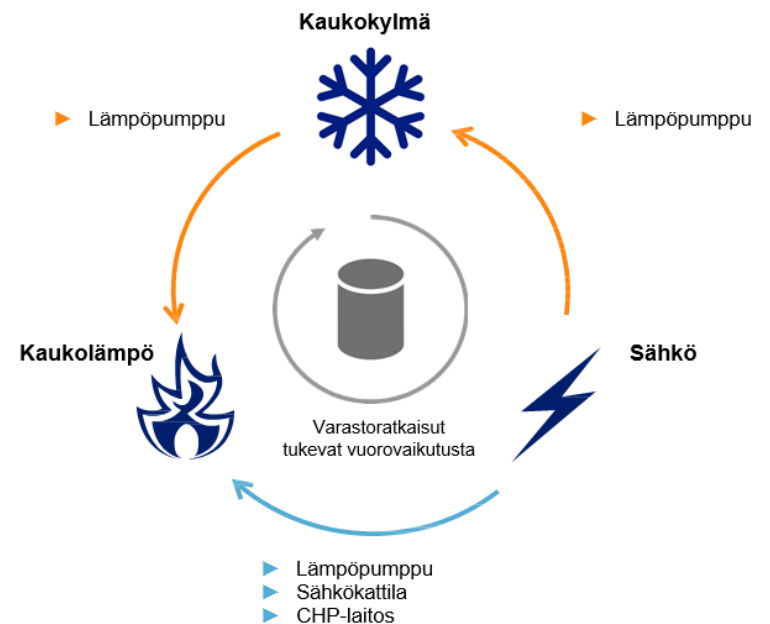 Kaukokylmä
► Lämpöpumppu
► Lämpöpumppu
Kaukolämpö
Sähkö
Varastoratkaisut
tukevat vuorovaikutusta
► Lämpöpumppu
► Sähkökattila
► CHP-laitos